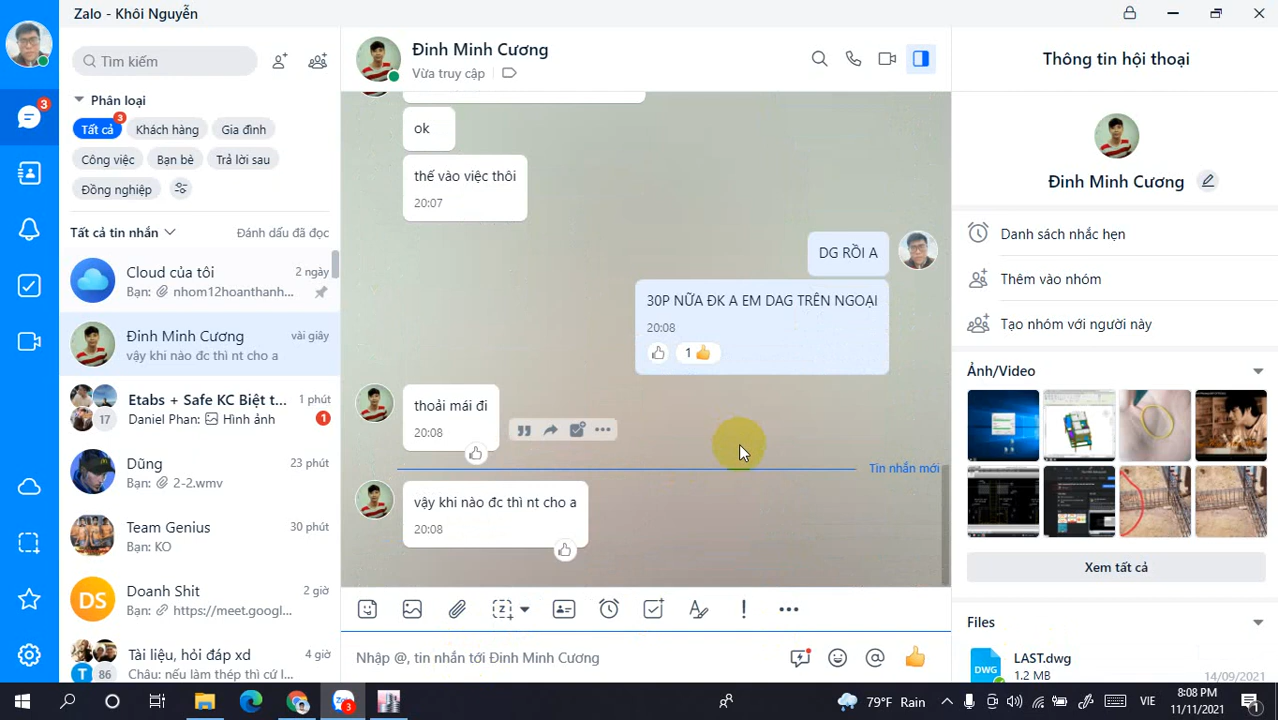 Zalo - Khôi Nguyễn
Tìm kiếm
Phân loại
3
Tất cả
3
Khách hàng
Gia đình
Công việc
Bạn bè
Trả lời sau
Đồng nghiệp
Tất cả tin nhắn
Đánh dấu đã đọc
Cloud của tôi
2 ngày
Bạn: nhom12hoanthanh...
Đinh Minh Cương
vài giây
vậy khi nào đc thì nt cho a
Etabs + Safe KC Biệt t...
1 phút
17
Daniel Phan: Hình ảnh
1
Dũng
23 phút
Bạn: 2-2.wmv
Team Genius
30 phút
Bạn: KO
DS
Doanh Shit
2 giờ
Bạn: https://meet.googl...
Tài liệu, hỏi đáp xd
4 giờ
T
86
Châu: nếu làm thép thì cứ l...
Đinh Minh Cương
Vừa truy cập
ok
thế vào việc thôi
20:07
DG RỒI A
30P NỮA ĐK A EM DAG TRÊN NGOẠI
20:08
1
thoải mái đi
20:08
Tin nhắn mới
vậy khi nào đc thì nt cho a
20:08
Nhập @, tin nhắn tới Đinh Minh Cương
Thông tin hội thoại
Đinh Minh Cương
Danh sách nhắc hẹn
Thêm vào nhóm
Tạo nhóm với người này
Ảnh/Video
Xem tất cả
Files
DWG
LAST.dwg
1.2 MB
14/09/2021
3
79°F Rain
VIE
8:08 PM
11/11/2021
1